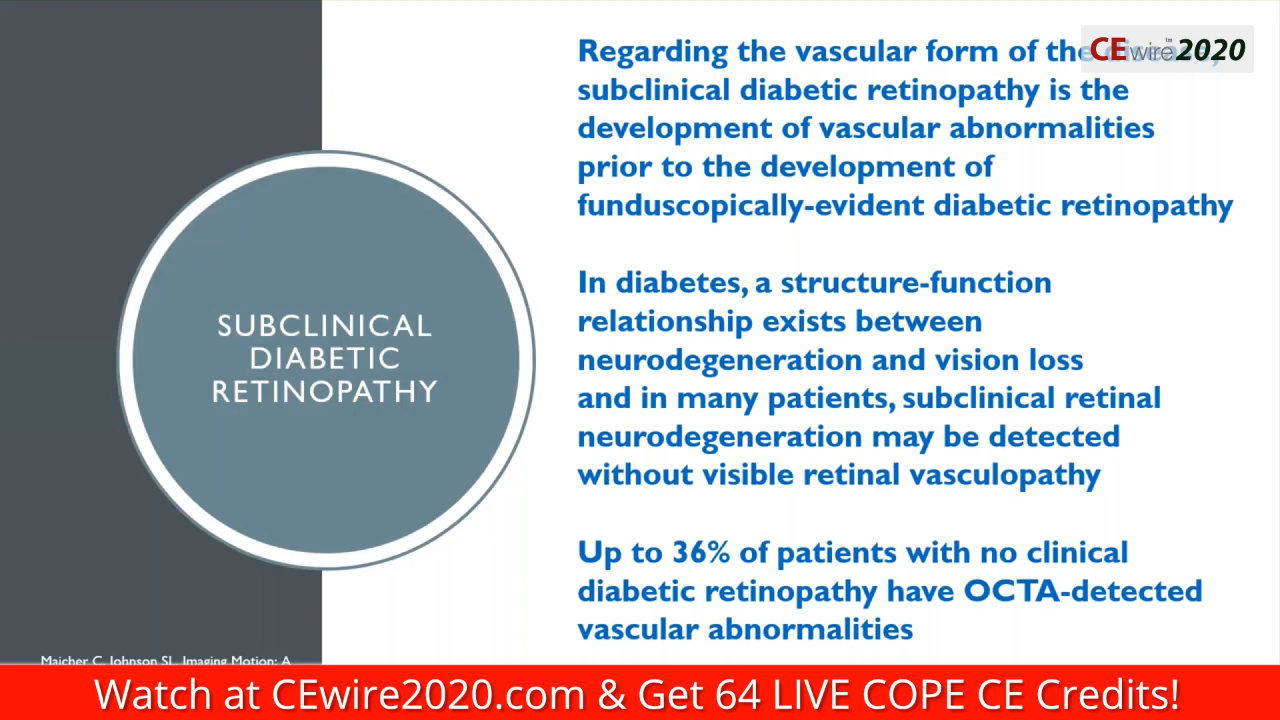 Regarding the vascular form of the
CEwire™2020
subclinical diabetic retinopathy is the
development of vascular abnormalities
prior to the development of
funduscopically-evident diabetic retinopathy
In diabetes, a structure-function
relationship exists between
neurodegeneration and vision loss
and in many patients, subclinical retinal
neurodegeneration may be detected
without visible retinal vasculopathy
Up to 36% of patients with no clinical
diabetic retinopathy have OCTA-detected
vascular abnormalities
SUBCLINICAL
DIABETIC
RETINOPATHY
Majcher C, Johnson SL. Imaging Motion: A
Watch at CEwire2020.com & Get 64 LIVE COPE CE Credits!